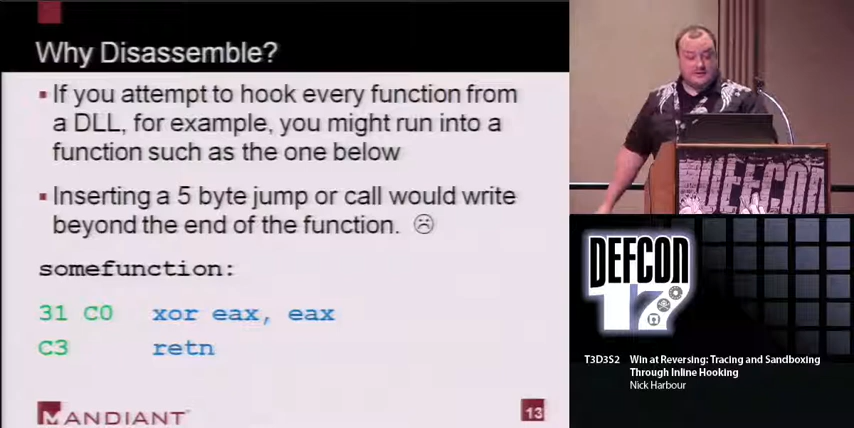 Why Disassemble?
▪ If you attempt to hook every function from
a DLL, for example, you might run into a
function such as the one below
▪ Inserting a 5 byte jump or call would write
beyond the end of the function. ☹
somefunction:
31 C0 xor eax, eax
C3 retn
MANDIANT
13
DEFCON
DEFCON
17
T3D3S2 Win at Reversing: Tracing and Sandboxing
Through Inline Hooking
Nick Harbour